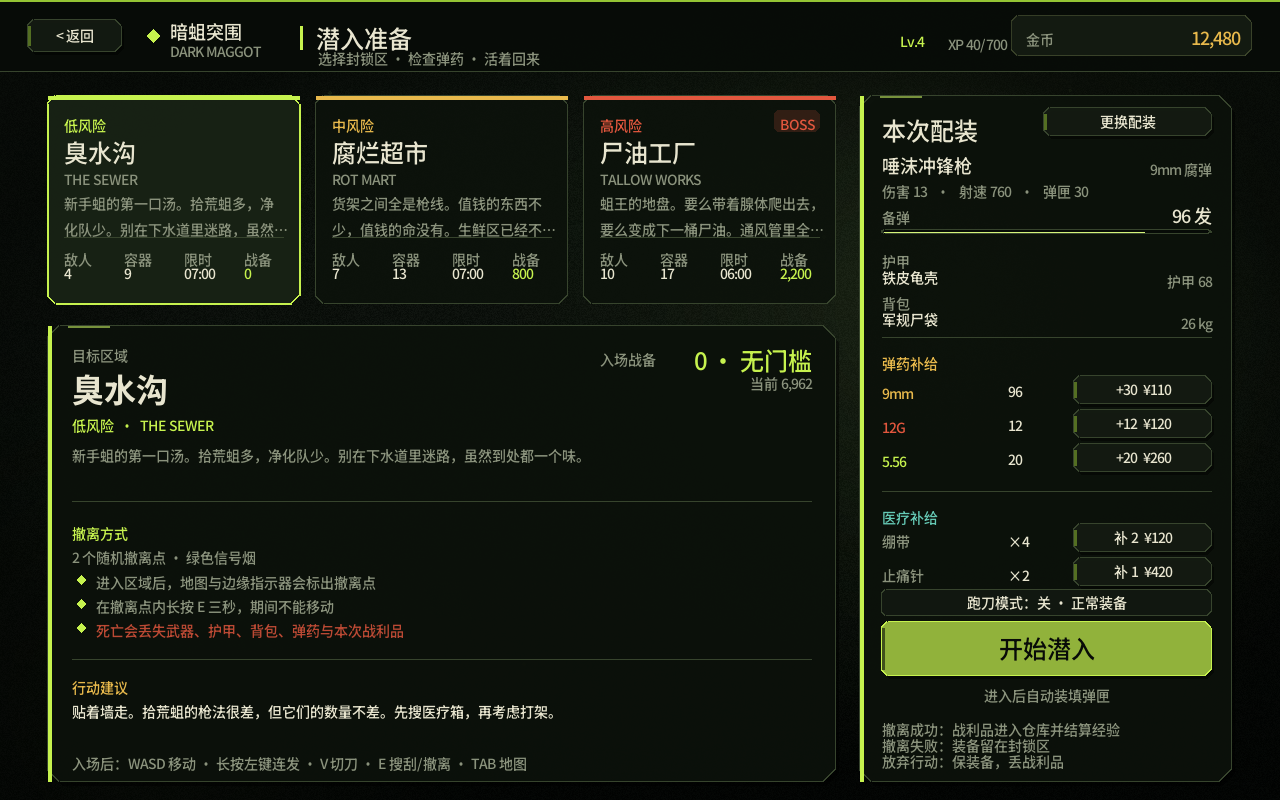 <返回
暗蛆突围
DARK MAGGOT
潜入准备
选择封锁区 · 检查弹药 · 活着回来
Lv.4
XP 40/700
金币
12,480
低风险
臭水沟
THE SEWER
新手蛆的第一口汤。拾荒蛆多，净
化队少。别在下水道里迷路，虽然…
敌人 容器 限时 战备
4 9 07:00 0
中风险
腐烂超市
ROT MART
货架之间全是枪线。值钱的东西不
少，值钱的命没有。生鲜区已经不…
敌人 容器 限时 战备
7 13 07:00 800
高风险
BOSS
尸油工厂
TALLOW WORKS
蛆王的地盘。要么带着腺体爬出去，
要么变成下一桶尸油。通风管里全…
敌人 容器 限时 战备
10 17 06:00 2,200
目标区域
臭水沟
低风险 · THE SEWER
入场战备
0 · 无门槛
当前 6,962
新手蛆的第一口汤。拾荒蛆多，净化队少。别在下水道里迷路，虽然到处都一个味。
撤离方式
2 个随机撤离点 · 绿色信号烟
进入区域后，地图与边缘指示器会标出撤离点
在撤离点内长按 E 三秒，期间不能移动
死亡会丢失武器、护甲、背包、弹药与本次战利品
行动建议
贴着墙走。拾荒蛆的枪法很差，但它们的数量不差。先搜医疗箱，再考虑打架。
入场后：WASD 移动 · 长按左键连发 · V 切刀 · E 搜刮/撤离 · TAB 地图
本次配装
更换配装
唾沫冲锋枪
9mm 腐弹
伤害 13 · 射速 760 · 弹匣 30
备弹
96 发
护甲
铁皮龟壳
护甲 68
背包
军规尸袋
26 kg
弹药补给
9mm 96 +30 ¥110
12G 12 +12 ¥120
5.56 20 +20 ¥260
医疗补给
绷带 ×4 补 2 ¥120
止痛针 ×2 补 1 ¥420
跑刀模式：关 · 正常装备
开始潜入
进入后自动装填弹匣
撤离成功：战利品进入仓库并结算经验
撤离失败：装备留在封锁区
放弃行动：保装备，丢战利品